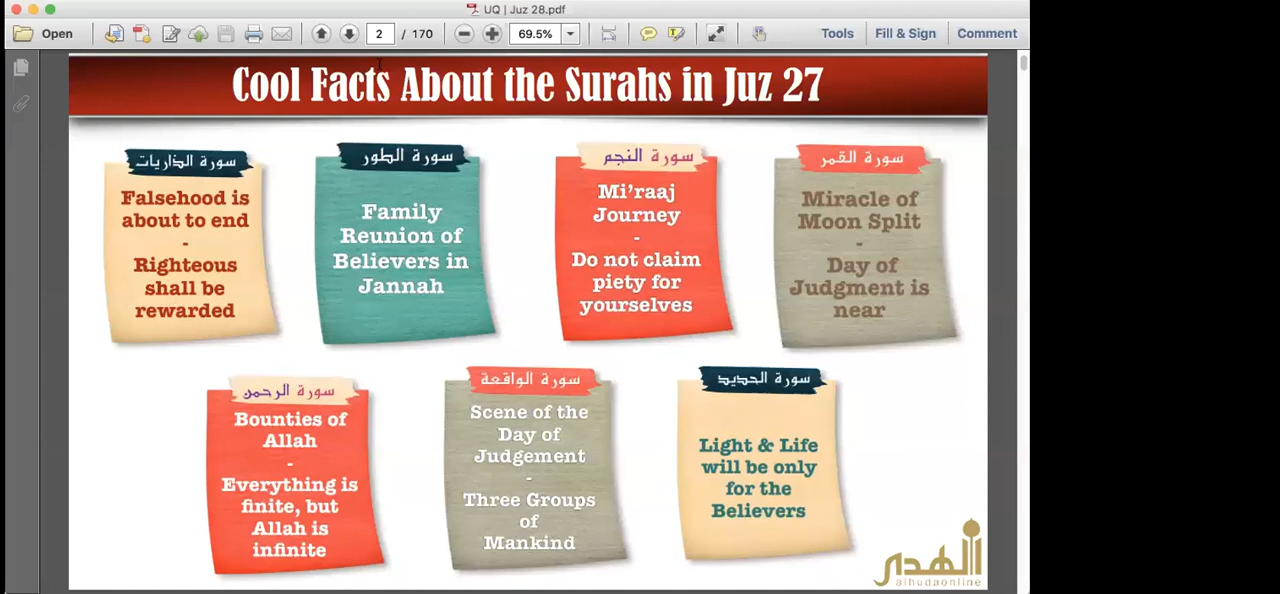 UQ | Juz 28.pdf
Open
2 / 170
69.5%
Tools
Fill & Sign
Comment
Cool Facts About the Surahs in Juz 27
سورة الذاريات
Falsehood is
about to end
-
Righteous
shall be
rewarded
سورة الطور
Family
Reunion of
Believers in
Jannah
سورة النجم
Mi’raaj
Journey
-
Do not claim
piety for
yourselves
سورة القمر
Miracle of
Moon Split
-
Day of
Judgment is
near
سورة الرحمن
Bounties of
Allah
-
Everything is
finite, but
Allah is
infinite
سورة الواقعة
Scene of the
Day of
Judgement
-
Three Groups
of
Mankind
سورة الحديد
Light & Life
will be only
for the
Believers
الهدى
alhudaonline